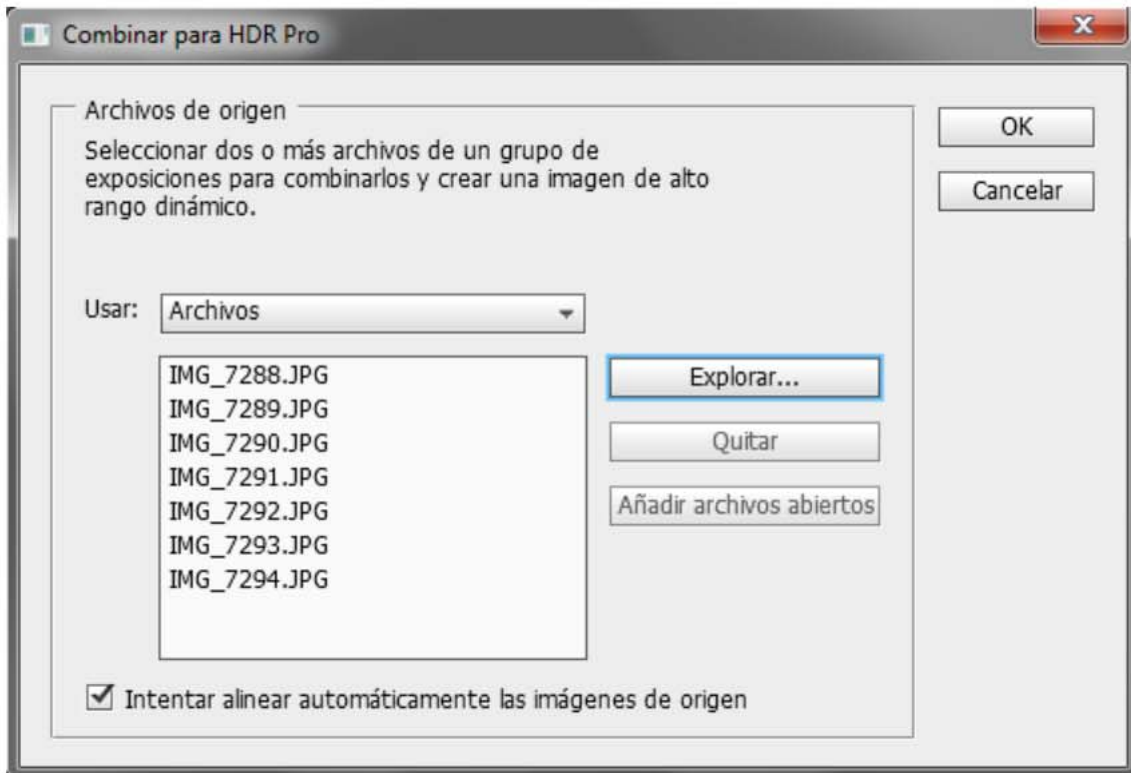 Combinar para HDR Pro
Archivos de origen
Seleccionar dos o más archivos de un grupo de
exposiciones para combinarlos y crear una imagen de alto
rango dinámico.
OK
Cancelar
Usar:
Archivos
IMG_7288.JPG
IMG_7289.JPG
IMG_7290.JPG
IMG_7291.JPG
IMG_7292.JPG
IMG_7293.JPG
IMG_7294.JPG
Explorar...
Quitar
Añadir archivos abiertos
Intentar alinear automáticamente las imágenes de origen